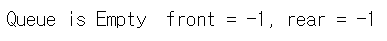 Queue is Empty  front = -1, rear = -1